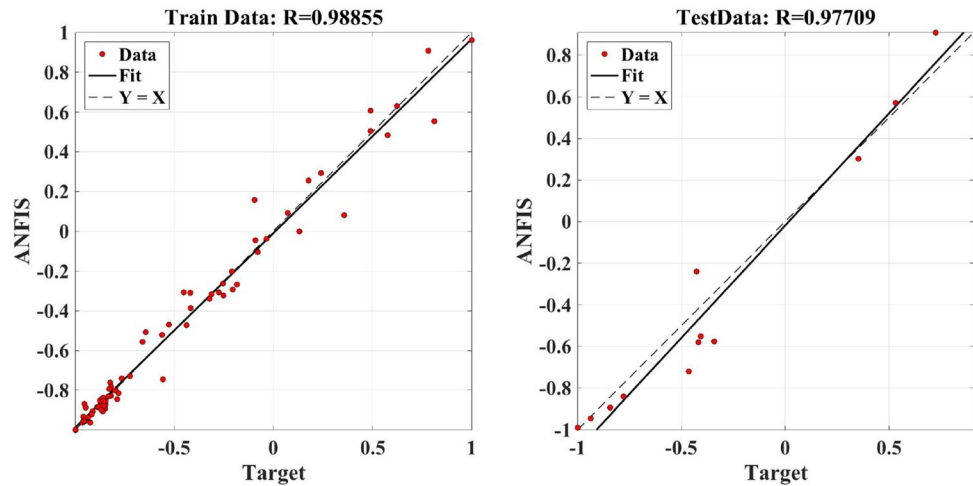 Train Data: R=0.98855
1
0.8
0.6
0.4
0.2
0
-0.2
-0.4
-0.6
-0.8
ANFIS
Data
Fit
Y = X
-0.5
0
0.5
1
Target
TestData: R=0.97709
0.8
0.6
0.4
0.2
0
-0.2
-0.4
-0.6
-0.8
-1
ANFIS
Data
Fit
Y = X
-1
-0.5
0
0.5
Target